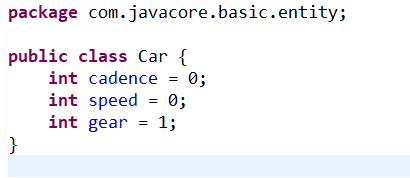 package com.javacore.basic.entity;
public class Car {
    int cadence = 0;
    int speed = 0;
    int gear = 1;
}